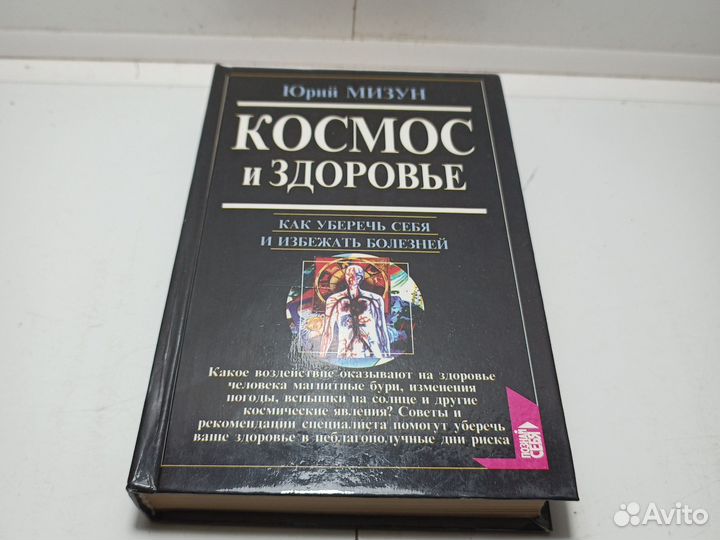 Юрий МИЗУН
КОСМОС
и ЗДОРОВЬЕ
КАК УБЕРЕЧЬ СЕБЯ
И ИЗБЕЖАТЬ БОЛЕЗНЕЙ
Какое воздействие оказывают на здоровье
человека магнитные бури, изменения
погоды, вспышки на солнце и другие
космические явления? Советы и
рекомендации специалиста помогут уберечь
ваше здоровье в неблагополучные дни риска
ПОЗНАЙ
СЕБЯ
Avito